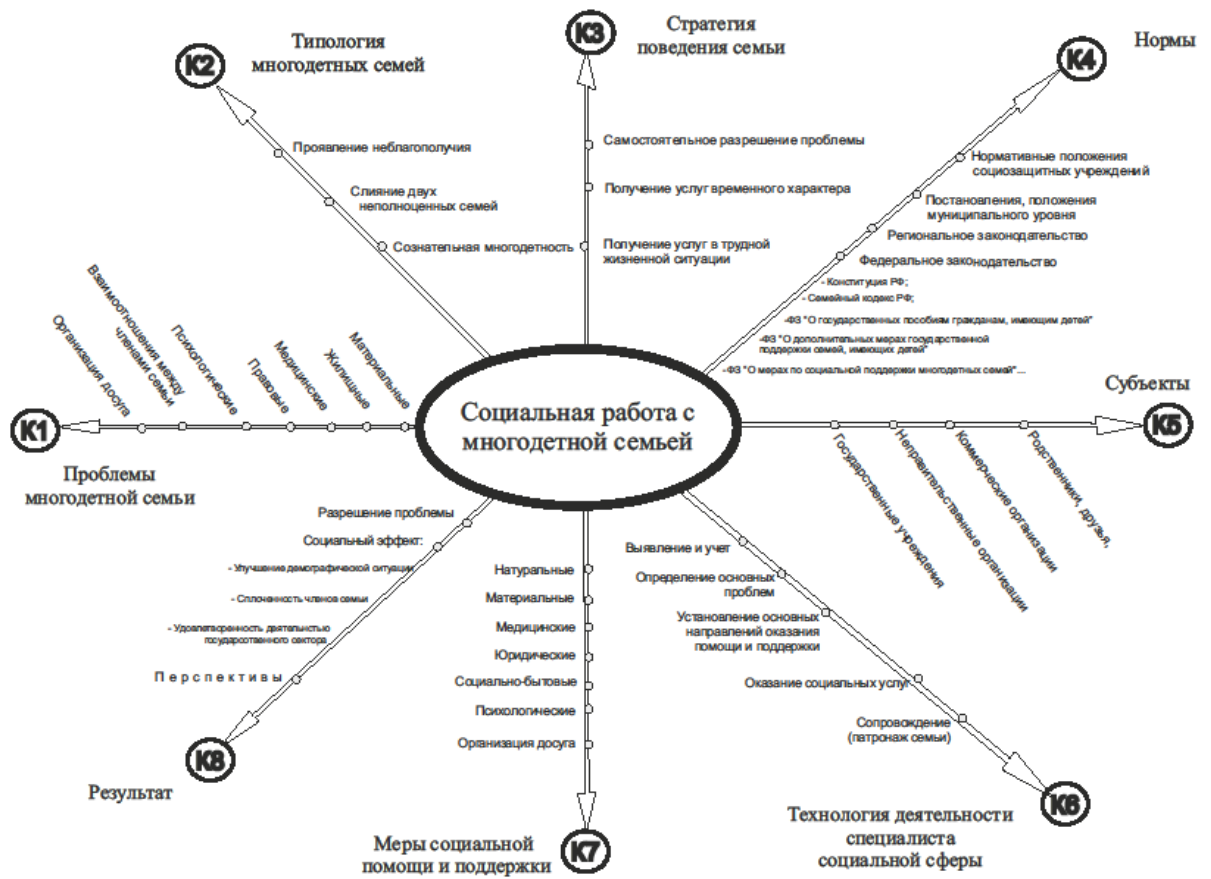 К2
Типология
многодетных семей
Проявление неблагополучия
Слияние двух
неполноценных семей
Сознательная многодетность
К3
Стратегия
поведения семьи
Самостоятельное разрешение проблемы
Получение услуг временного характера
Получение услуг в трудной
жизненной ситуации
К4
Нормы
Нормативные положения
социозащитных учреждений
Постановления, положения
муниципального уровня
Региональное законодательство
Федеральное законодательство
- Конституция РФ;
- Семейный кодекс РФ;
-ФЗ "О государственных пособиям гражданам, имеющим детей"
-ФЗ "О дополнительных мерах государственной
поддержки семей, имеющих детей"
-ФЗ "О мерах по социальной поддержки многодетных семей"...
К1
Проблемы
многодетной семьи
Организация досуга
Взаимоотношения между
членами семьи
Психологические
Правовые
Медицинские
Жилищные
Материальные
Социальная работа с
многодетной семьей
Субъекты
К5
Государственные учреждения
Неправительственные организации
Коммерческие организации
Родственники, друзья,
Разрешение проблемы
Социальный эффект:
- Улучшение демографической ситуации
- Сплоченность членов семьи
- Удовлетворенность деятельнстью
государсотвенного сектора
Перспективы
К8
Результат
Натуральные
Материальные
Медицинские
Юридические
Социально-бытовые
Психологические
Организация досуга
Меры социальной
помощи и поддержки
К7
Выявление и учет
Определение основных
проблем
Установление основных
направлений оказания
помощи и поддержки
Оказание социальных услуг
Сопровождение
(патронаж семьи)
К6
Технология деятельности
специалиста
социальной сферы